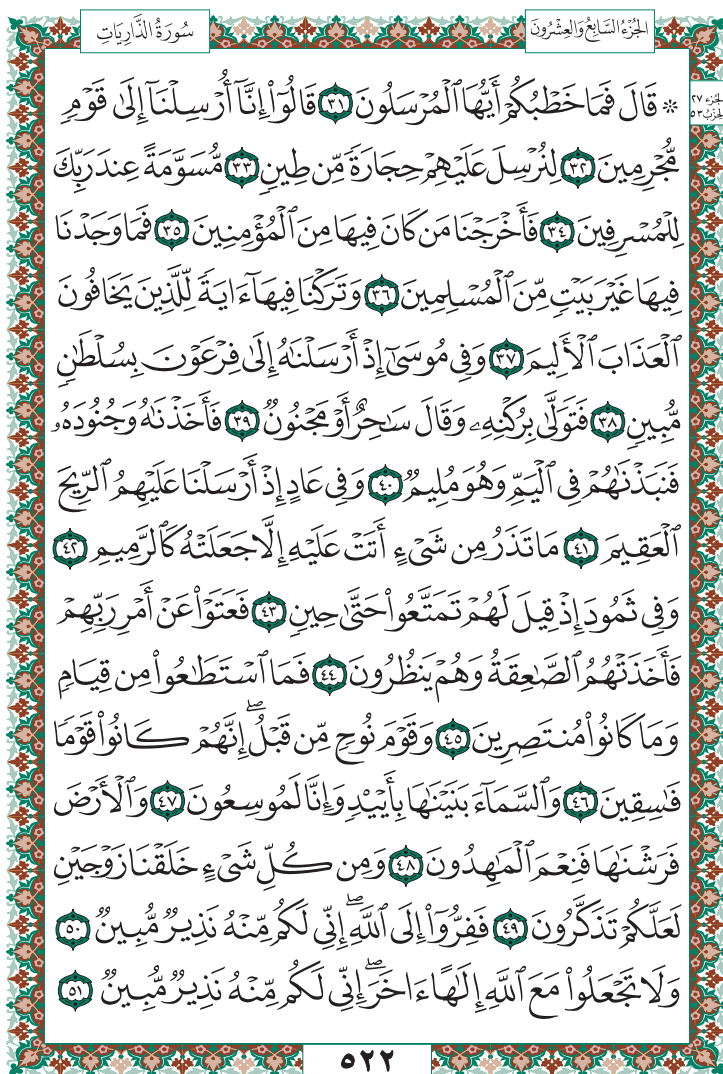 سُورَةُ الذَّارِيَاتِ
الجُزْءُ السَّابِعُ وَالعِشْرُونَ
الجُزء ٢٧
الحِزْبُ ٥٣
۞ قَالَ فَمَا خَطْبُكُمْ أَيُّهَا ٱلْمُرْسَلُونَ ٣١ قَالُوٓاْ إِنَّآ أُرْسِلْنَآ إِلَىٰ قَوْمٖ
مُّجْرِمِينَ ٣٢ لِنُرْسِلَ عَلَيْهِمْ حِجَارَةٗ مِّن طِينٖ ٣٣ مُّسَوَّمَةً عِندَ رَبِّكَ
لِلْمُسْرِفِينَ ٣٤ فَأَخْرَجْنَا مَن كَانَ فِيهَا مِنَ ٱلْمُؤْمِنِينَ ٣٥ فَمَا وَجَدْنَا
فِيهَا غَيْرَ بَيْتٖ مِّنَ ٱلْمُسْلِمِينَ ٣٦ وَتَرَكْنَا فِيهَآ ءَايَةٗ لِّلَّذِينَ يَخَافُونَ
ٱلْعَذَابَ ٱلْأَلِيمَ ٣٧ وَفِي مُوسَىٰٓ إِذْ أَرْسَلْنَٰهُ إِلَىٰ فِرْعَوْنَ بِسُلْطَٰنٖ
مُّبِينٖ ٣٨ فَتَوَلَّىٰ بِرُكْنِهِۦ وَقَالَ سَٰحِرٌ أَوْ مَجْنُونٞ ٣٩ فَأَخَذْنَٰهُ وَجُنُودَهُۥ
فَنَبَذْنَٰهُمْ فِي ٱلْيَمِّ وَهُوَ مُلِيمٞ ٤٠ وَفِي عَادٍ إِذْ أَرْسَلْنَا عَلَيْهِمُ ٱلرِّيحَ
ٱلْعَقِيمَ ٤١ مَا تَذَرُ مِن شَيْءٍ أَتَتْ عَلَيْهِ إِلَّا جَعَلَتْهُ كَٱلرَّمِيمِ ٤٢
وَفِي ثَمُودَ إِذْ قِيلَ لَهُمْ تَمَتَّعُواْ حَتَّىٰ حِينٖ ٤٣ فَعَتَوْاْ عَنْ أَمْرِ رَبِّهِمْ
فَأَخَذَتْهُمُ ٱلصَّٰعِقَةُ وَهُمْ يَنظُرُونَ ٤٤ فَمَا ٱسْتَطَٰعُواْ مِن قِيَامٖ
وَمَا كَانُواْ مُنتَصِرِينَ ٤٥ وَقَوْمَ نُوحٖ مِّن قَبْلُۖ إِنَّهُمْ كَانُواْ قَوْمٗا
فَٰسِقِينَ ٤٦ وَٱلسَّمَآءَ بَنَيْنَٰهَا بِأَيْيْدٖ وَإِنَّا لَمُوسِعُونَ ٤٧ وَٱلْأَرْضَ
فَرَشْنَٰهَا فَنِعْمَ ٱلْمَٰهِدُونَ ٤٨ وَمِن كُلِّ شَيْءٍ خَلَقْنَا زَوْجَيْنِ
لَعَلَّكُمْ تَذَكَّرُونَ ٤٩ فَفِرُّوٓاْ إِلَى ٱللَّهِۖ إِنِّي لَكُم مِّنْهُ نَذِيرٞ مُّبِينٞ ٥٠
وَلَا تَجْعَلُواْ مَعَ ٱللَّهِ إِلَٰهًا ءَاخَرَۖ إِنِّي لَكُم مِّنْهُ نَذِيرٞ مُّبِينٞ ٥١
٥٢٢